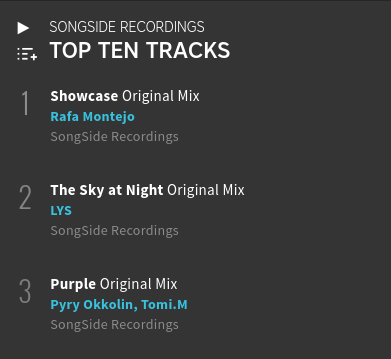 SONGSIDE RECORDINGS
TOP TEN TRACKS
1
Showcase Original Mix
Rafa Montejo
SongSide Recordings
2
The Sky at Night Original Mix
LYS
SongSide Recordings
3
Purple Original Mix
Pyry Okkolin, Tomi.M
SongSide Recordings